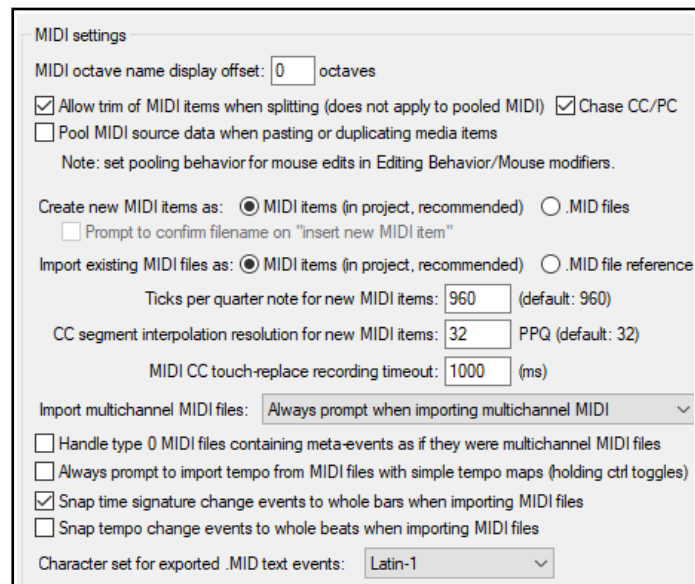 MIDI settings
MIDI octave name display offset: 0 octaves
Allow trim of MIDI items when splitting (does not apply to pooled MIDI) Chase CC/PC
Pool MIDI source data when pasting or duplicating media items
Note: set pooling behavior for mouse edits in Editing Behavior/Mouse modifiers.
Create new MIDI items as: MIDI items (in project, recommended) .MID files
Prompt to confirm filename on "insert new MIDI item"
Import existing MIDI files as: MIDI items (in project, recommended) .MID file reference
Ticks per quarter note for new MIDI items: 960 (default: 960)
CC segment interpolation resolution for new MIDI items: 32 PPQ (default: 32)
MIDI CC touch-replace recording timeout: 1000 (ms)
Import multichannel MIDI files: Always prompt when importing multichannel MIDI
Handle type 0 MIDI files containing meta-events as if they were multichannel MIDI files
Always prompt to import tempo from MIDI files with simple tempo maps (holding ctrl toggles)
Snap time signature change events to whole bars when importing MIDI files
Snap tempo change events to whole beats when importing MIDI files
Character set for exported .MID text events: Latin-1